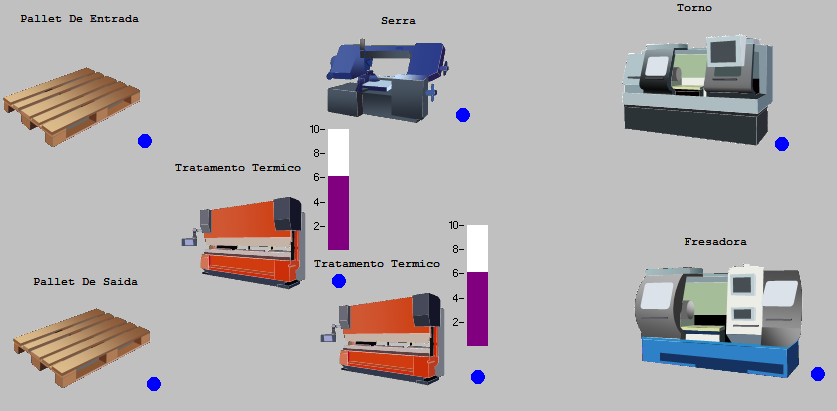 Pallet De Entrada
Serra
Torno
10-
8-
6-
4-
2-
Tratamento Termico
10-
8-
6-
4-
2-
Tratamento Termico
Fresadora
Pallet De Saida